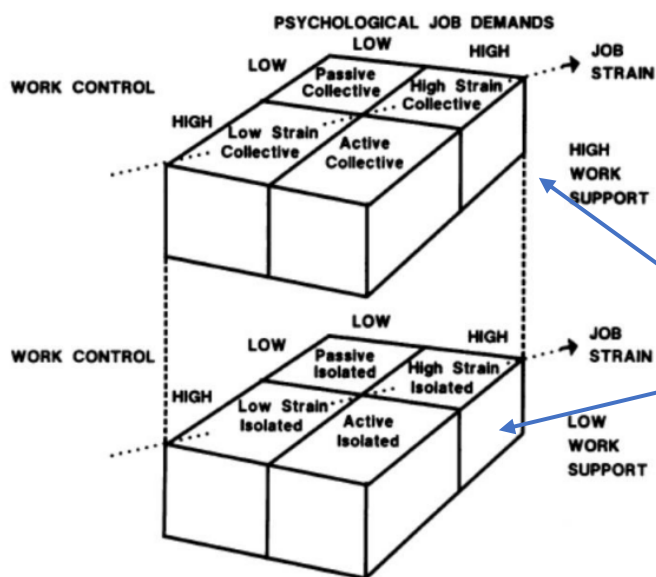 PSYCHOLOGICAL JOB DEMANDS
LOW
HIGH
JOB
STRAIN
LOW
WORK CONTROL
Passive
Collective
High Strain
Collective
HIGH
Low Strain
Collective
Active
Collective
HIGH
WORK
SUPPORT
LOW
HIGH
JOB
STRAIN
WORK CONTROL
LOW
Passive
Isolated
High Strain
Isolated
HIGH
Low Strain
Isolated
Active
Isolated
LOW
WORK
SUPPORT